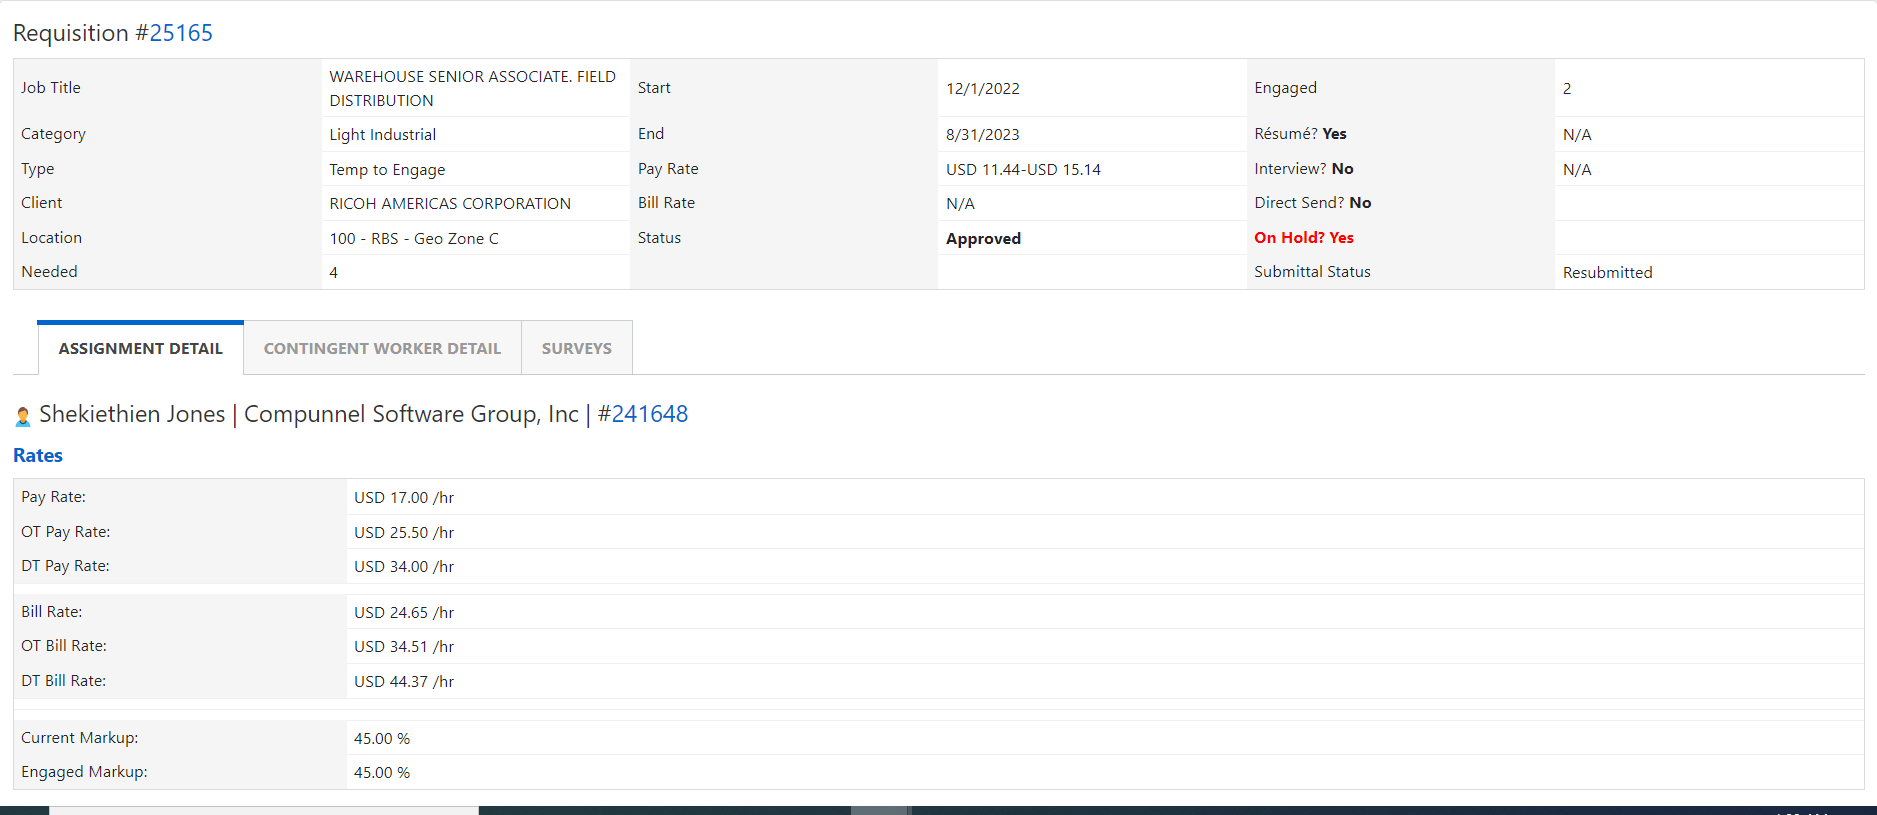 Requisition #25165
Job Title WAREHOUSE SENIOR ASSOCIATE. FIELD DISTRIBUTION Start 12/1/2022 Engaged 2
Category Light Industrial End 8/31/2023 Résumé? Yes N/A
Type Temp to Engage Pay Rate USD 11.44-USD 15.14 Interview? No N/A
Client RICOH AMERICAS CORPORATION Bill Rate N/A Direct Send? No
Location 100 - RBS - Geo Zone C Status Approved On Hold? Yes
Needed 4 Submittal Status Resubmitted
ASSIGNMENT DETAIL CONTINGENT WORKER DETAIL SURVEYS
Shekiethien Jones | Compunnel Software Group, Inc | #241648
Rates
Pay Rate: USD 17.00 /hr
OT Pay Rate: USD 25.50 /hr
DT Pay Rate: USD 34.00 /hr
Bill Rate: USD 24.65 /hr
OT Bill Rate: USD 34.51 /hr
DT Bill Rate: USD 44.37 /hr
Current Markup: 45.00 %
Engaged Markup: 45.00 %